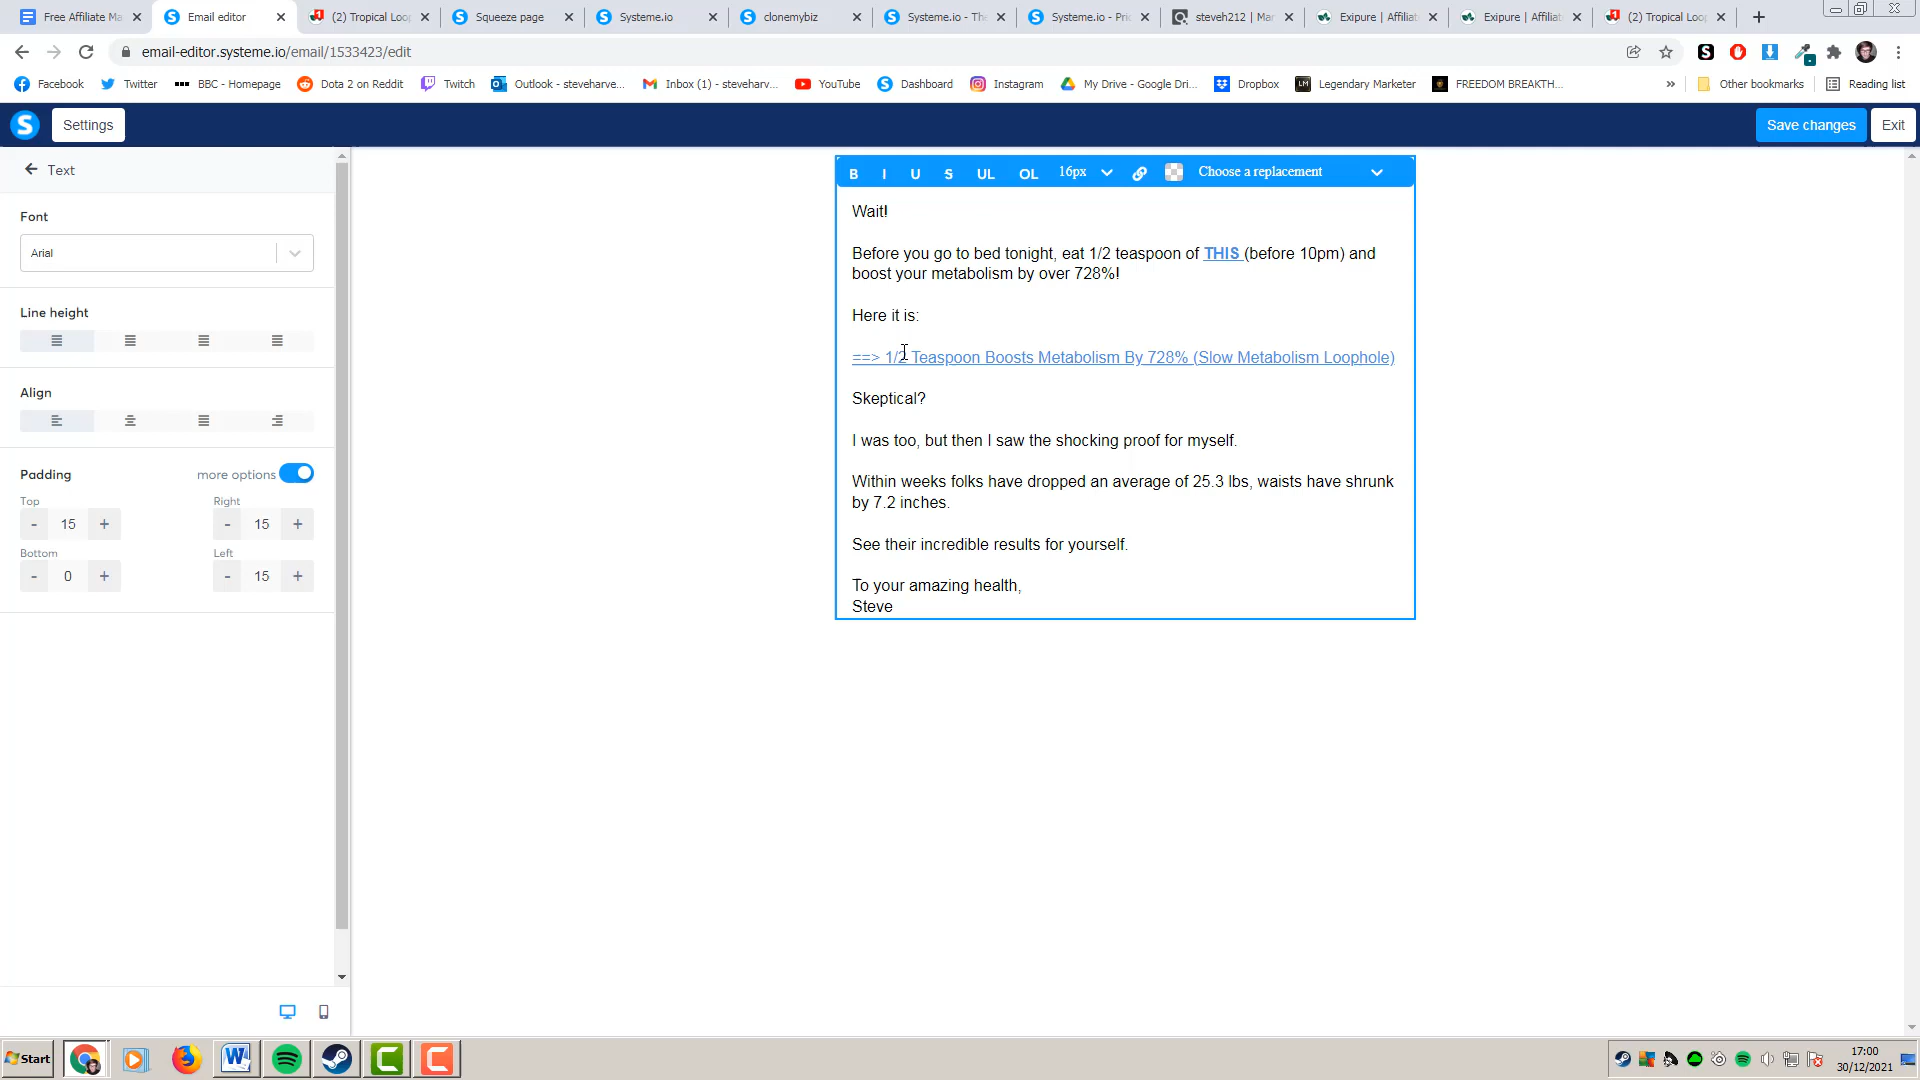 Free Affiliate Ma
Email editor
(2) Tropical Loo
Squeeze page
Systeme.io
clonemybiz
Systeme.io - The
Systeme.io - Pric
steveh212 | Mar
Exipure | Affiliat
Exipure | Affiliat
(2) Tropical Loop
email-editor.systeme.io/email/1533423/edit
Facebook
Twitter
BBC - Homepage
Dota 2 on Reddit
Twitch
Outlook - steveharve...
Inbox (1) - steveharv...
YouTube
Dashboard
Instagram
My Drive - Google Dri...
Dropbox
Legendary Marketer
FREEDOM BREAKTH...
»
Other bookmarks
Reading list
S
Settings
Save changes
Exit
Text
Font
Arial
Line height
Align
Padding
more options
Top
Right
- 15 +
- 15 +
Bottom
Left
- 0 +
- 15 +
B I U S UL OL 16px Choose a replacement
Wait!
Before you go to bed tonight, eat 1/2 teaspoon of THIS (before 10pm) and
boost your metabolism by over 728%!
Here it is:
==> 1/2 Teaspoon Boosts Metabolism By 728% (Slow Metabolism Loophole)
Skeptical?
I was too, but then I saw the shocking proof for myself.
Within weeks folks have dropped an average of 25.3 lbs, waists have shrunk
by 7.2 inches.
See their incredible results for yourself.
To your amazing health,
Steve
Start
17:00
30/12/2021